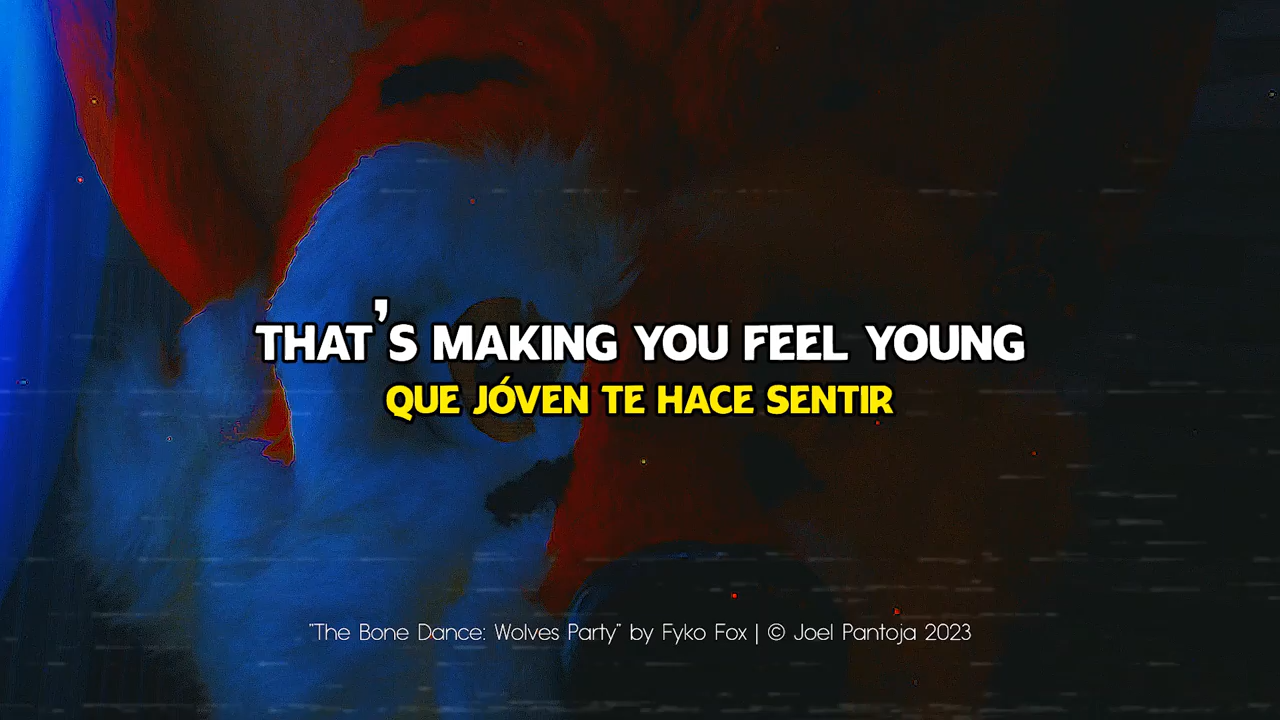 THAT'S MAKING YOU FEEL YOUNG
QUE JÓVEN TE HACE SENTIR
"The Bone Dance: Wolves Party" by Fyko Fox | © Joel Pantoja 2023